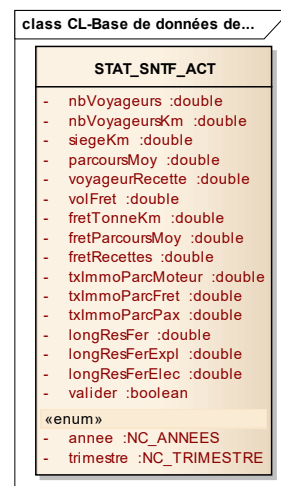 class CL-Base de données de...
STAT_SNTF_ACT
- nbVoyageurs :double
- nbVoyageursKm :double
- siegeKm :double
- parcoursMoy :double
- voyageurRecette :double
- volFret :double
- fretTonneKm :double
- fretParcoursMoy :double
- fretRecettes :double
- txImmoParcMoteur :double
- txImmoParcFret :double
- txImmoParcPax :double
- longResFer :double
- longResFerExpl :double
- longResFerElec :double
- valider :boolean
«enum»
- annee :NC_ANNEES
- trimestre :NC_TRIMESTRE